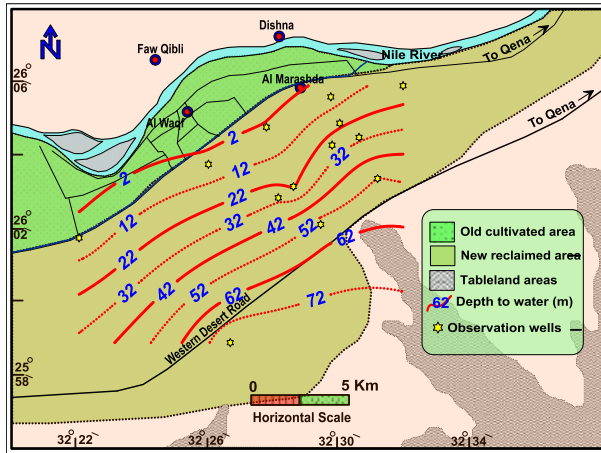 N
Dishna
Faw Qibli
Nile River
To Qena
26° 06'
Al Marashda
Al Waqf
To Qena
2
2
12
32
12
22
22
32
42
52
62
26° 02'
32
42
52
62
72
Western Desert Road
Old cultivated area
New reclaimed area
Tableland areas
62 Depth to water (m)
Observation wells
25° 58'
0 5 Km
Horizontal Scale
32° 22' 32° 26' 32° 30' 32° 34'